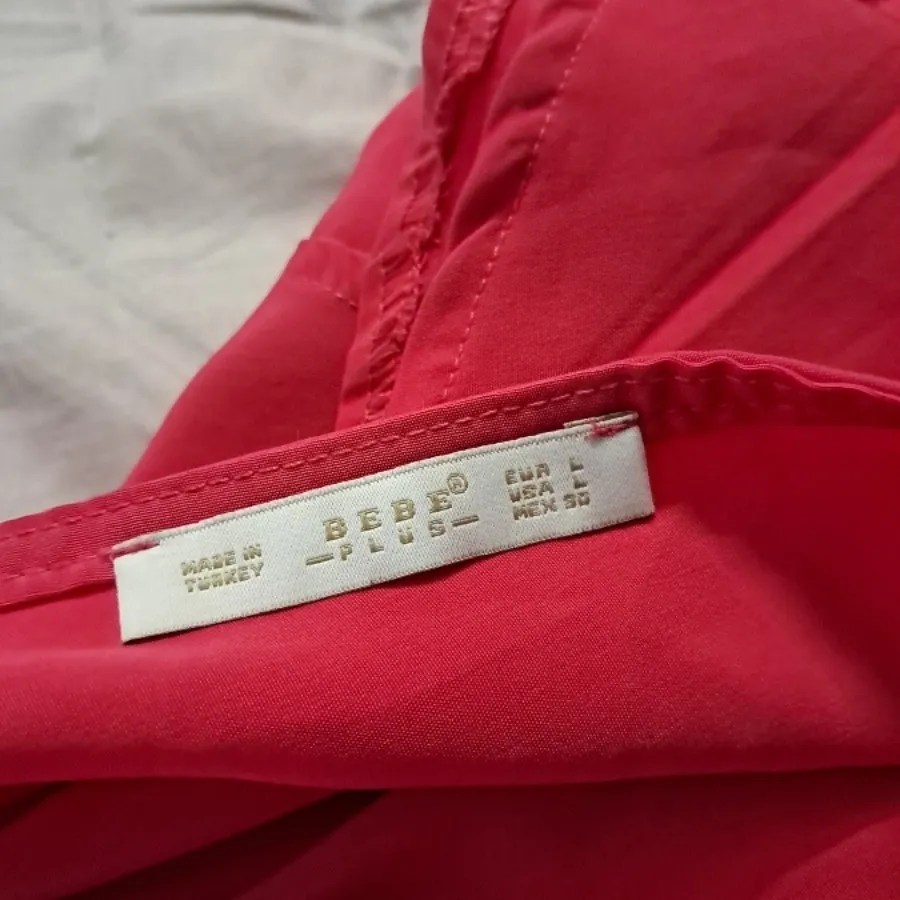 MADE IN
TURKEY
BEBE®
—PLUS—
EUR L
USA L
MEX 30